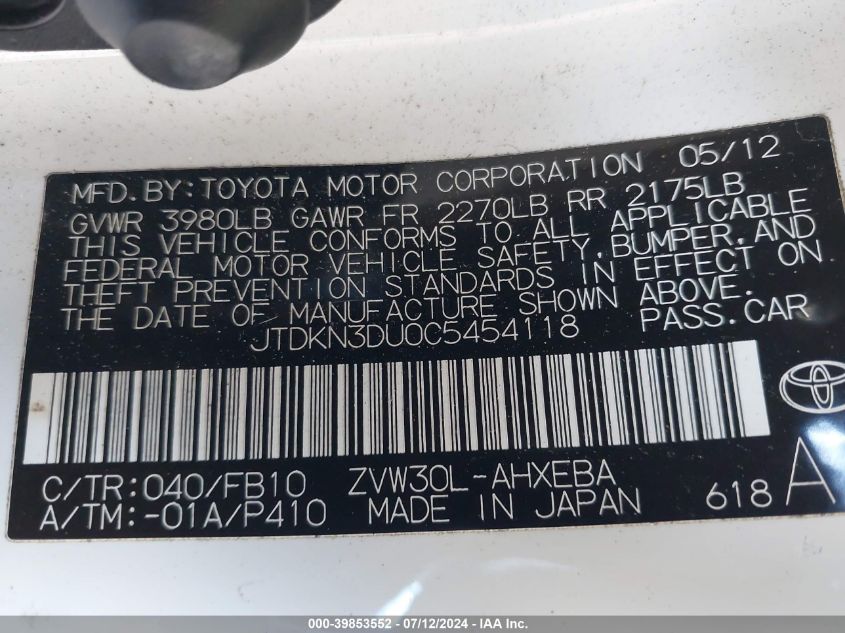 MFD.BY:TOYOTA MOTOR CORPORATION 05/12
GVWR 3980LB GAWR FR 2270LB RR 2175LB
THIS VEHICLE CONFORMS TO ALL APPLICABLE
FEDERAL MOTOR VEHICLE SAFETY,BUMPER,AND
THEFT PREVENTION STANDARDS IN EFFECT ON
THE DATE OF MANUFACTURE SHOWN ABOVE.
JTDKN3DU0C5454118 PASS.CAR
C/TR:040/FB10 ZVW30L-AHXEBA
A/TM:-01A/P410 MADE IN JAPAN 618 A
000-39853552 / 07/12/2024 - IAA Inc.